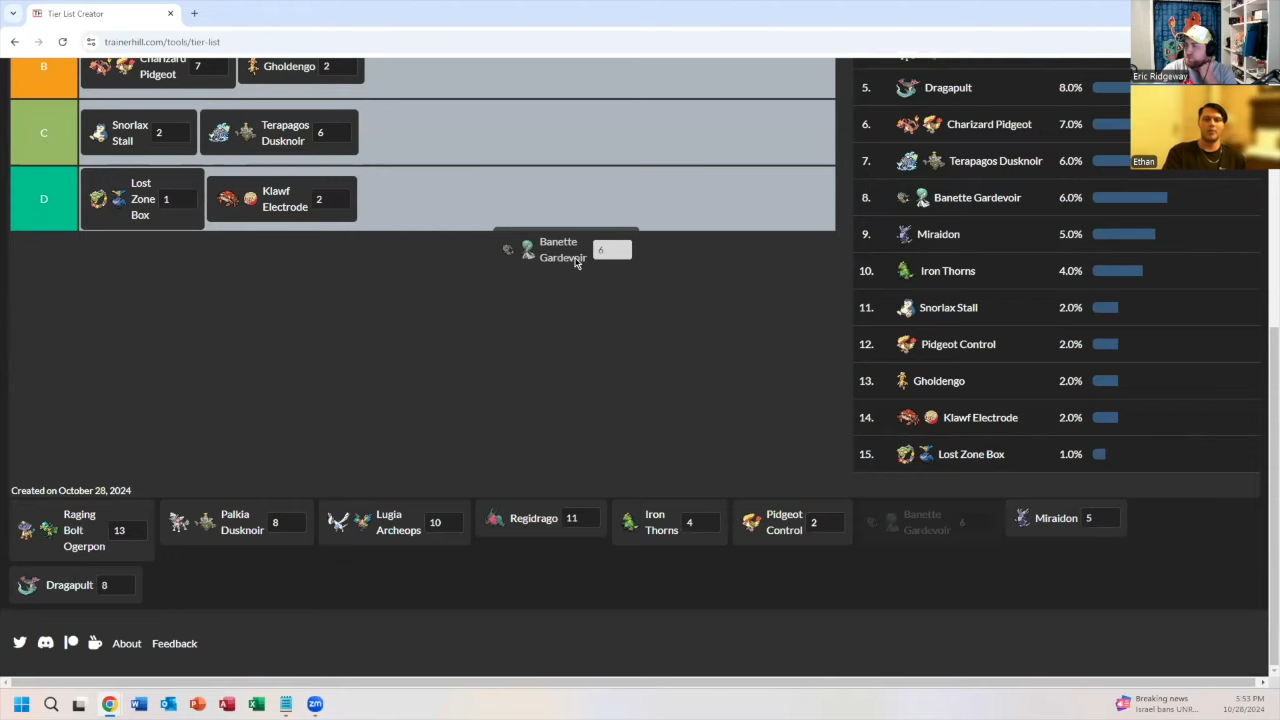 Tier List Creator
trainerhill.com/tools/tier-list
Eric Ridgeway
Ethan
B
Charizard
Pidgeot
7
Gholdengo 2
C
Snorlax
Stall
2
Terapagos
Dusknoir
6
D
Lost
Zone
Box
1
Klawf
Electrode
2
Banette
Gardevoir
6
5. Dragapult 8.0%
6. Charizard Pidgeot 7.0%
7. Terapagos Dusknoir 6.0%
8. Banette Gardevoir 6.0%
9. Miraidon 5.0%
10. Iron Thorns 4.0%
11. Snorlax Stall 2.0%
12. Pidgeot Control 2.0%
13. Gholdengo 2.0%
14. Klawf Electrode 2.0%
15. Lost Zone Box 1.0%
Created on October 28, 2024
Raging
Bolt
Ogerpon
13
Palkia
Dusknoir
8
Lugia
Archeops
10
Regidrago 11
Iron
Thorns
4
Pidgeot
Control
2
Banette
Gardevoir
6
Miraidon 5
Dragapult 8
About
Feedback
Breaking news
Israel bans UNR...
5:53 PM
10/28/2024